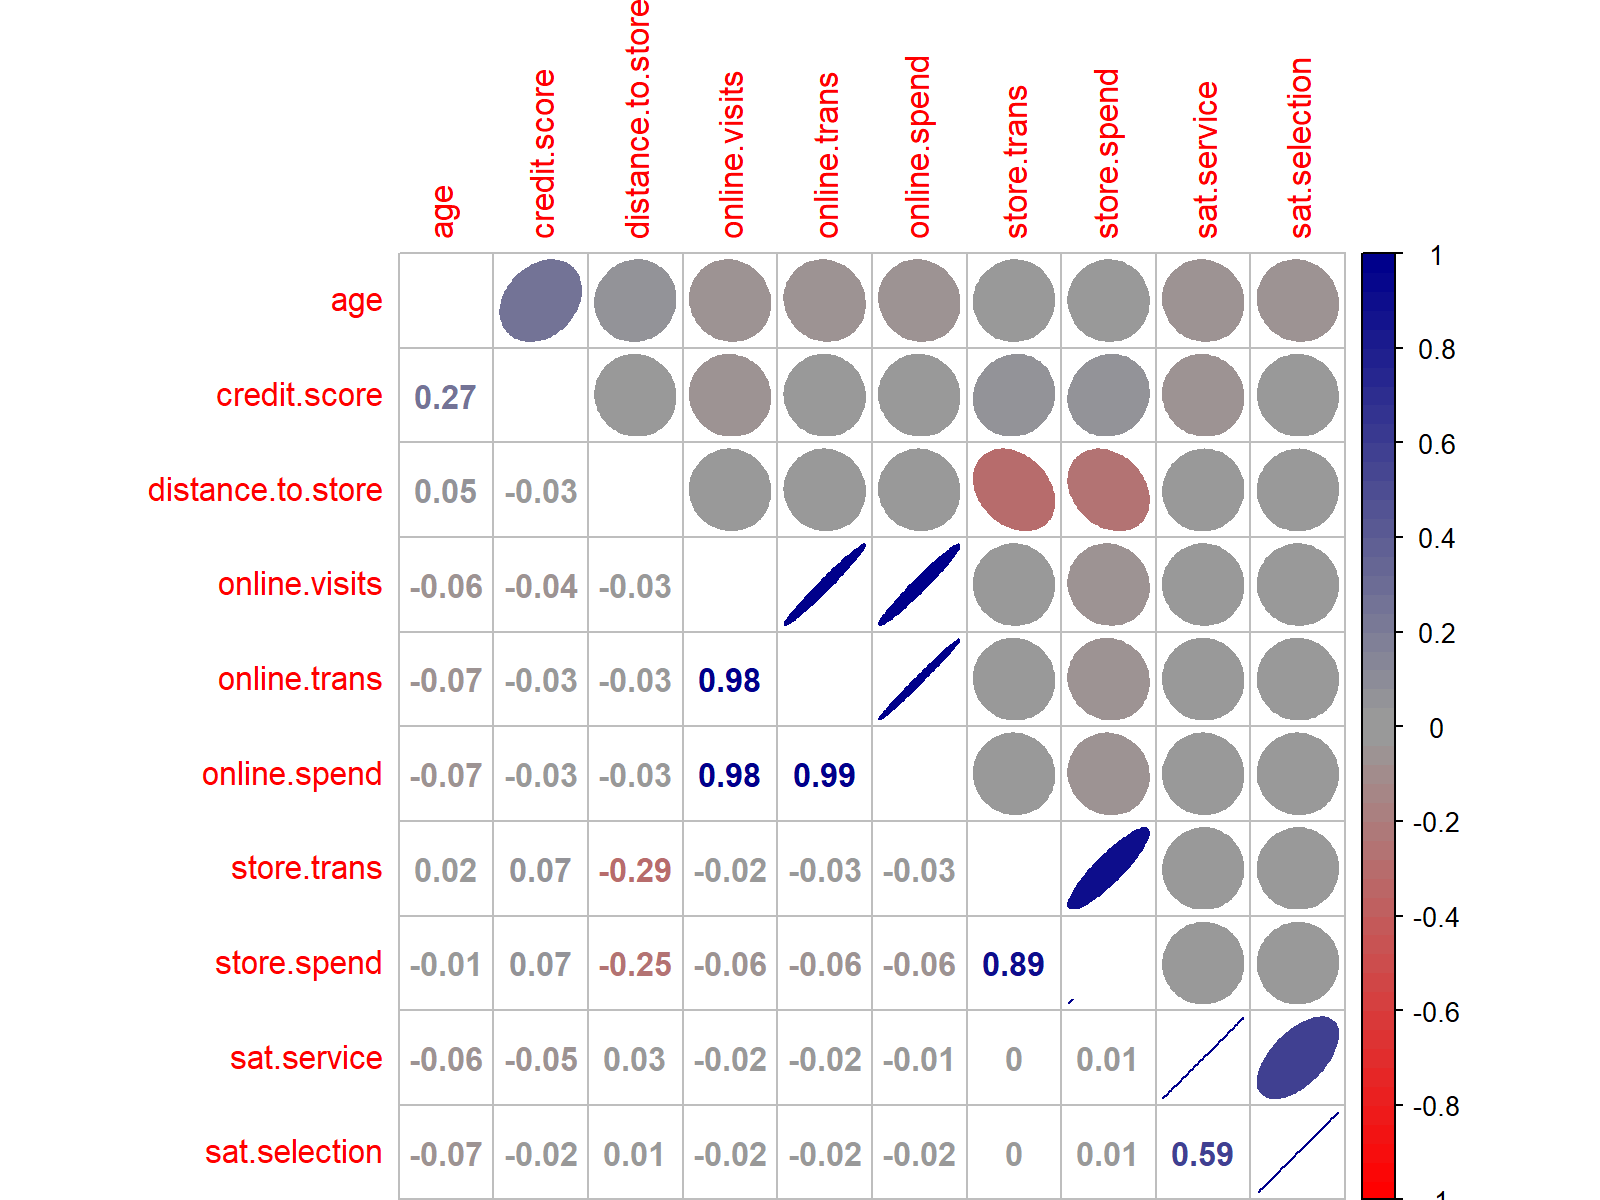 age
credit.score
distance.to.store
online.visits
online.trans
online.spend
store.trans
store.spend
sat.service
sat.selection
age
credit.score 0.27
distance.to.store 0.05 -0.03
online.visits -0.06 -0.04 -0.03
online.trans -0.07 -0.03 -0.03 0.98
online.spend -0.07 -0.03 -0.03 0.98 0.99
store.trans 0.02 0.07 -0.29 -0.02 -0.03 -0.03
store.spend -0.01 0.07 -0.25 -0.06 -0.06 -0.06 0.89
sat.service -0.06 -0.05 0.03 -0.02 -0.02 -0.01 0 0.01
sat.selection -0.07 -0.02 0.01 -0.02 -0.02 -0.02 0 0.01 0.59
1
0.8
0.6
0.4
0.2
0
-0.2
-0.4
-0.6
-0.8
-1